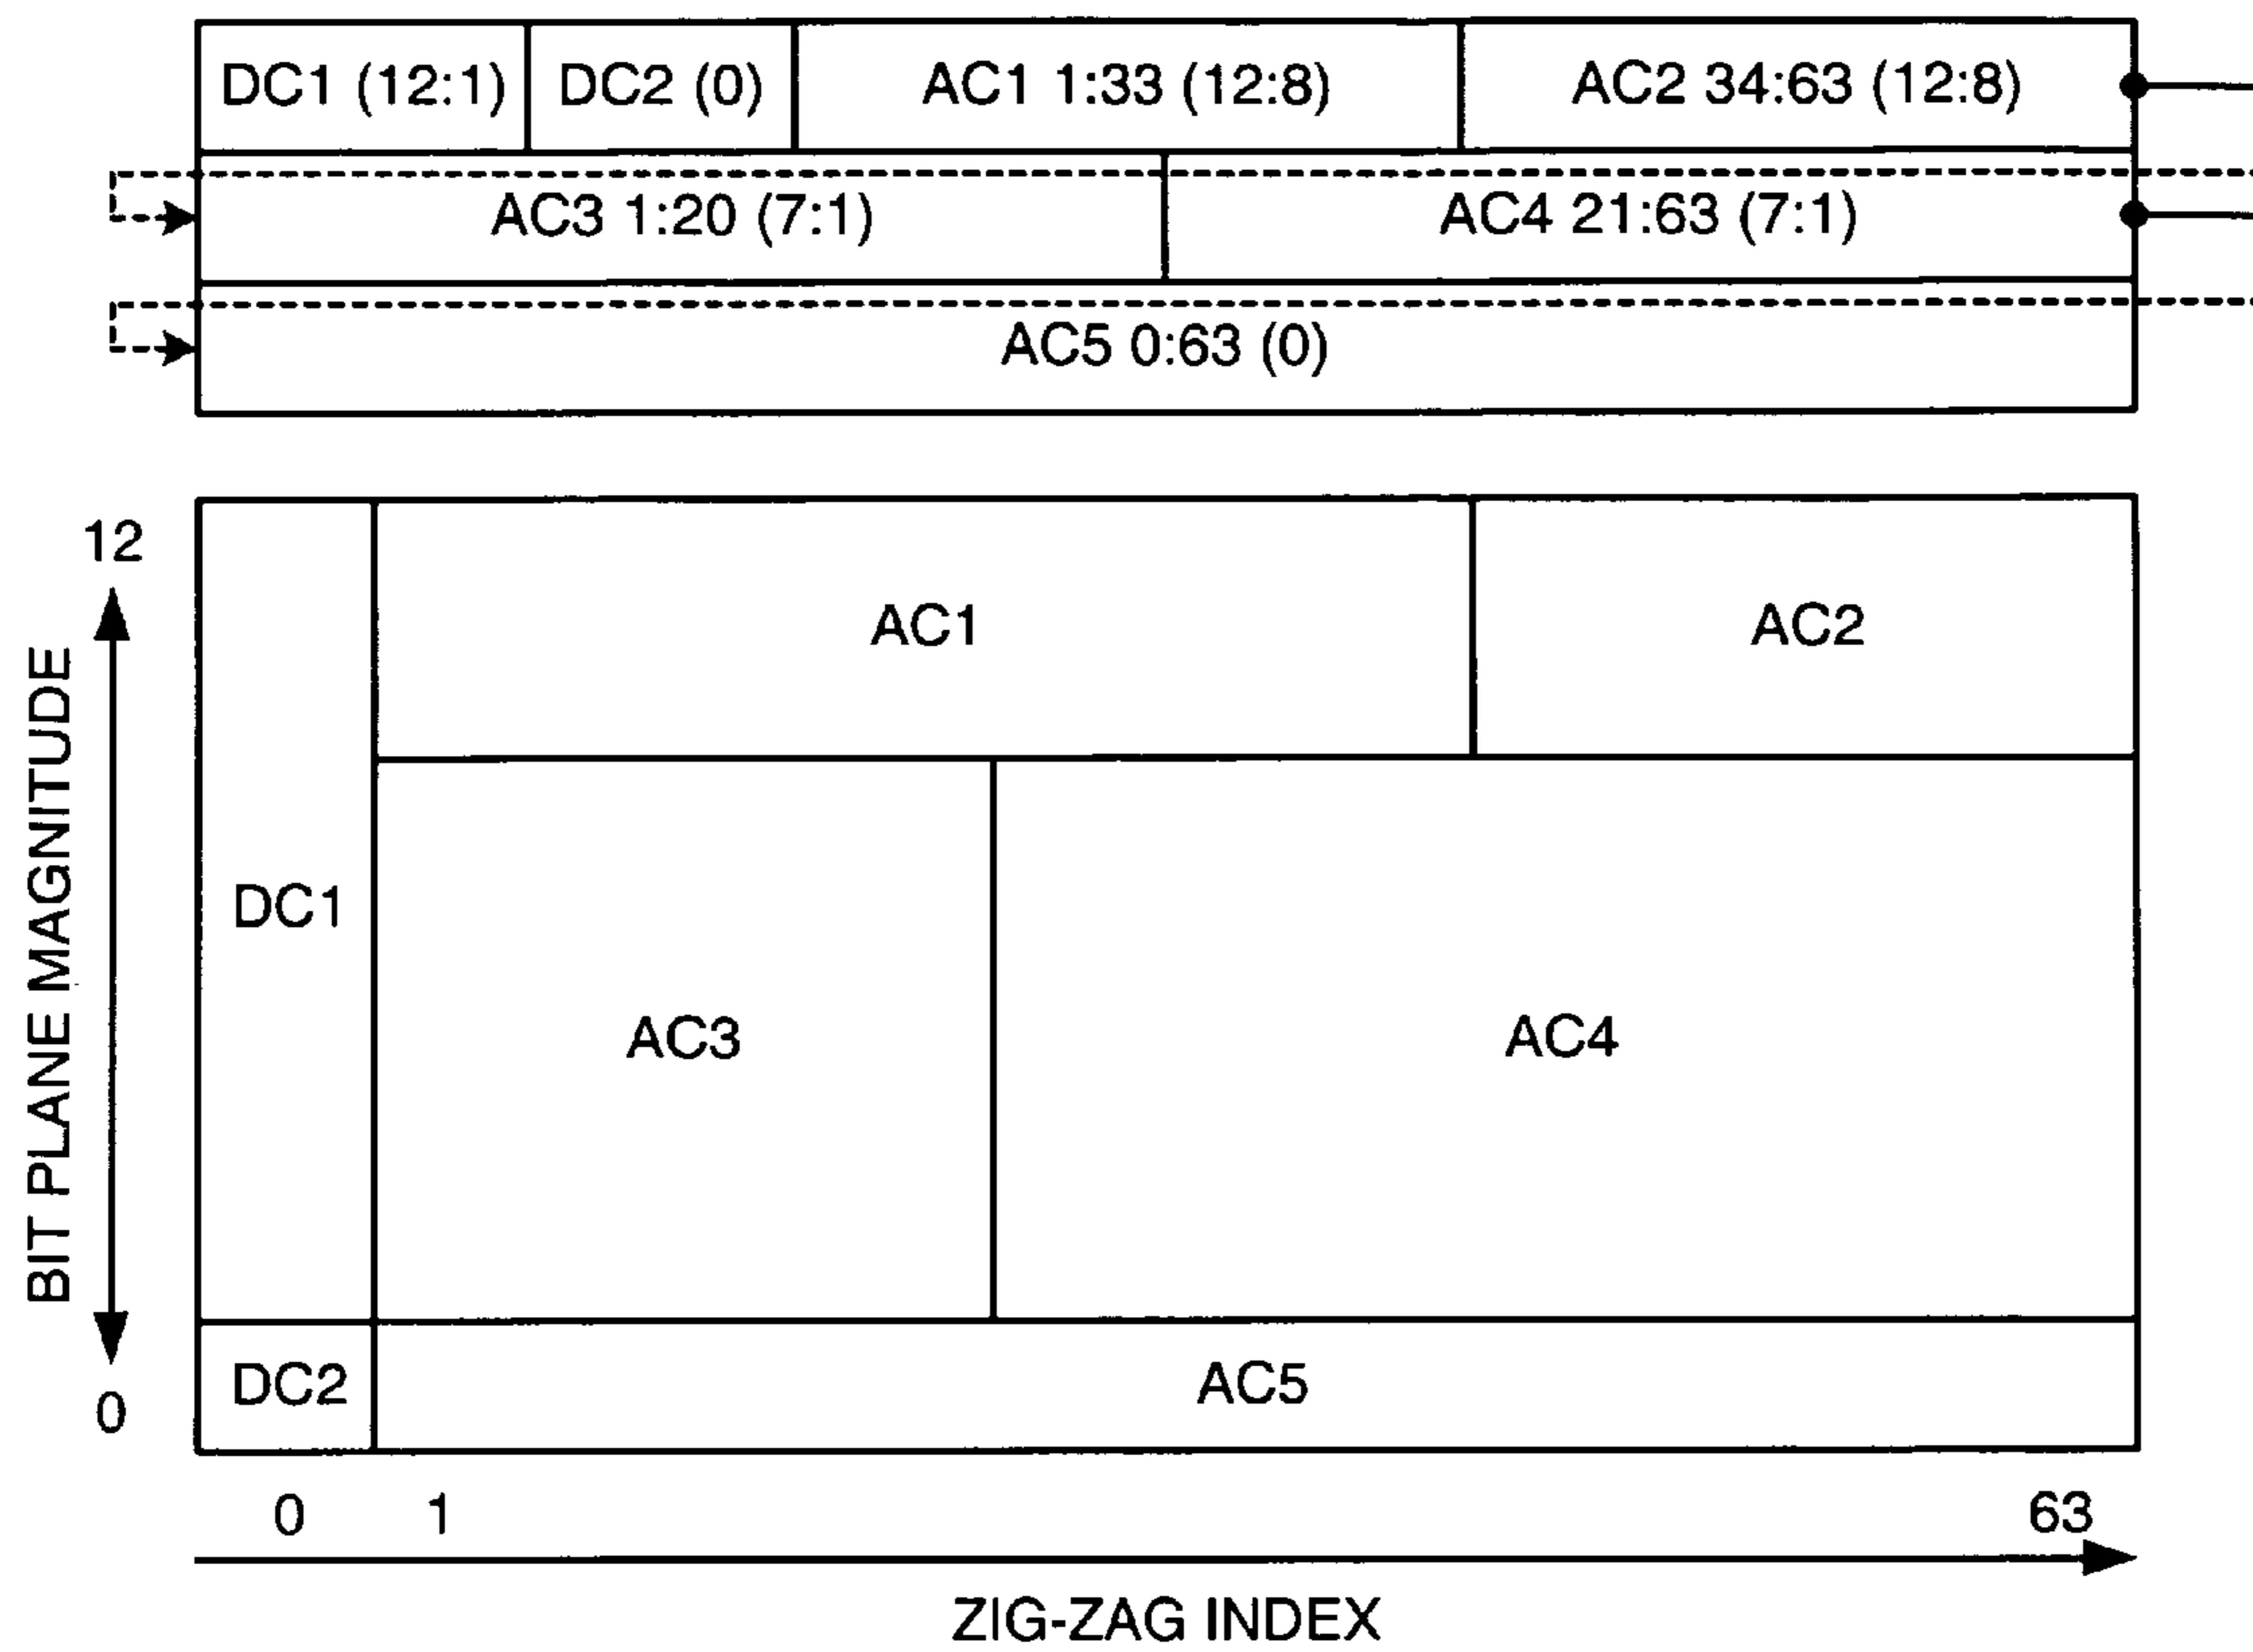 DC1 (12:1) DC2 (0) AC1 1:33 (12:8) AC2 34:63 (12:8)
AC3 1:20 (7:1) AC4 21:63 (7:1)
AC5 0:63 (0)
12
AC1 AC2
BIT PLANE MAGNITUDE
DC1
AC3 AC4
DC2 AC5
0
0 1 63
ZIG-ZAG INDEX